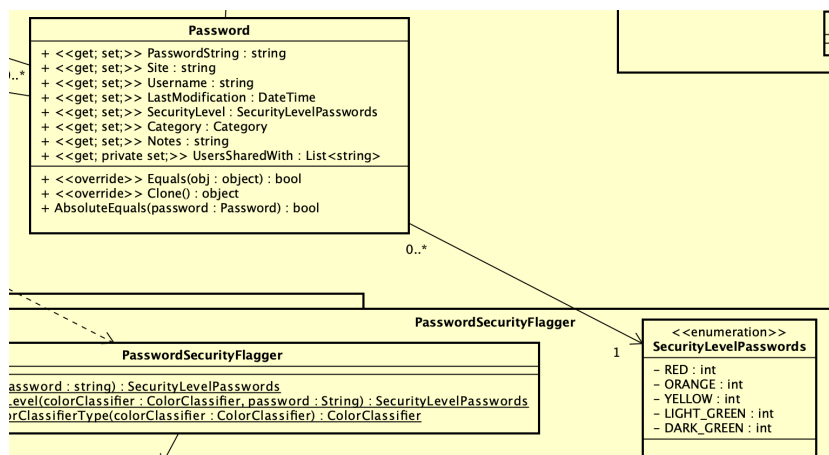 Password
+ <<get; set;>> PasswordString : string
+ <<get; set;>> Site : string
+ <<get; set;>> Username : string
+ <<get; set;>> LastModification : DateTime
+ <<get; set;>> SecurityLevel : SecurityLevelPasswords
+ <<get; set;>> Category : Category
+ <<get; set;>> Notes : string
+ <<get; private set;>> UsersSharedWith : List<string>
+ <<override>> Equals(obj : object) : bool
+ <<override>> Clone() : object
+ AbsoluteEquals(password : Password) : bool
..*
0..*
PasswordSecurityFlagger
1
<<enumeration>>
SecurityLevelPasswords
− RED : int
− ORANGE : int
− YELLOW : int
− LIGHT_GREEN : int
− DARK_GREEN : int
PasswordSecurityFlagger
assword : string) : SecurityLevelPasswords
Level(colorClassifier : ColorClassifier, password : String) : SecurityLevelPasswords
orClassifierType(colorClassifier : ColorClassifier) : ColorClassifier